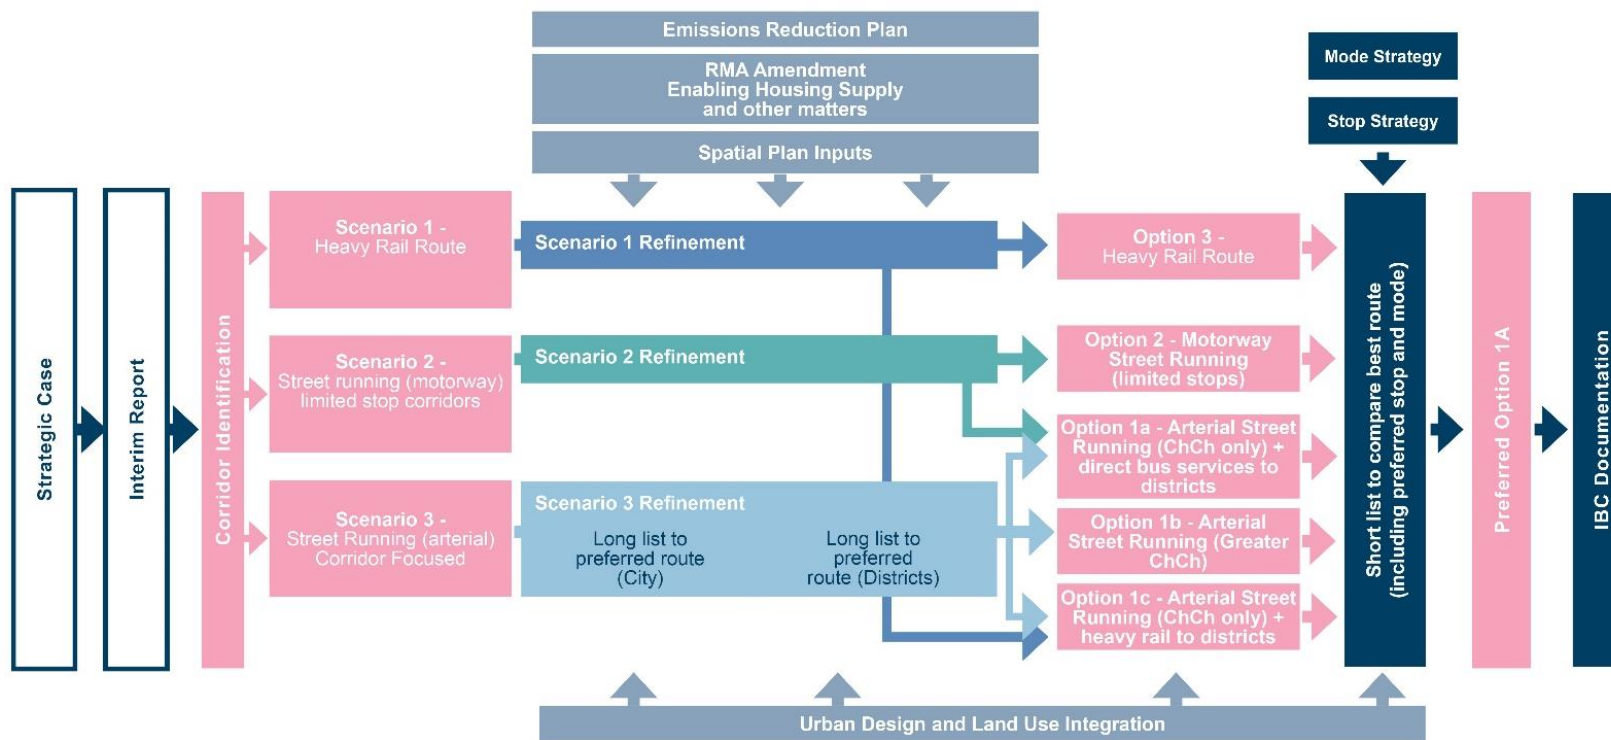 Emissions Reduction Plan
RMA Amendment
Enabling Housing Supply
and other matters
Spatial Plan Inputs
Mode Strategy
Stop Strategy
Strategic Case
Interim Report
Corridor Identification
Scenario 1 -
Heavy Rail Route
Scenario 2 -
Street running (motorway)
limited stop corridors
Scenario 3 -
Street Running (arterial)
Corridor Focused
Scenario 1 Refinement
Scenario 2 Refinement
Scenario 3 Refinement
Long list to
preferred route
(City)
Long list to
preferred
route (Districts)
Option 3 -
Heavy Rail Route
Option 2 - Motorway
Street Running
(limited stops)
Option 1a - Arterial Street
Running (ChCh only) +
direct bus services to
districts
Option 1b - Arterial
Street Running (Greater
ChCh)
Option 1c - Arterial Street
Running (ChCh only) +
heavy rail to districts
Short list to compare best route
(including preferred stop and mode)
Preferred Option 1A
IBC Documentation
Urban Design and Land Use Integration